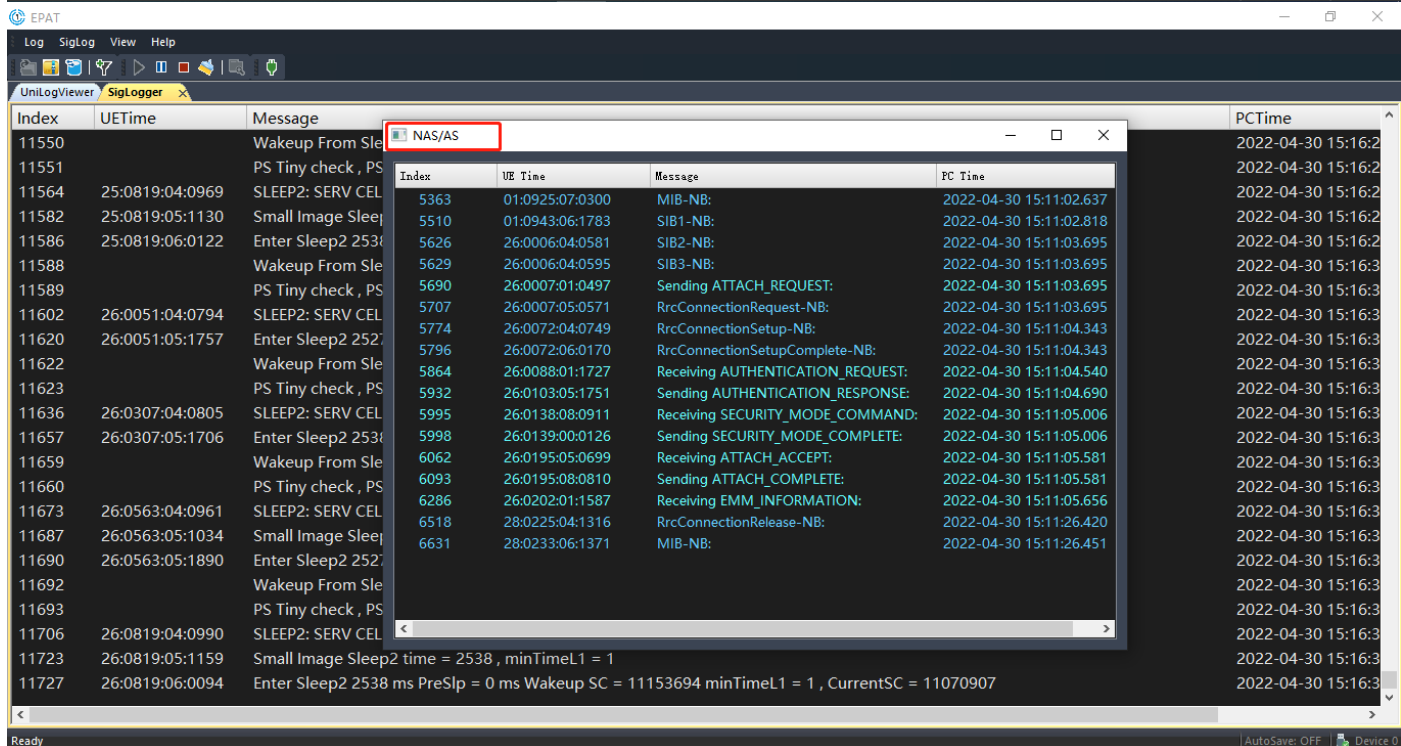 EPAT
Log SigLog View Help
UniLogViewer SigLogger
Index UETime Message PCTime
NAS/AS
Index UE Time Message PC Time
5363 01:0925:07:0300 MIB-NB: 2022-04-30 15:11:02.637
5510 01:0943:06:1783 SIB1-NB: 2022-04-30 15:11:02.818
5626 26:0006:04:0581 SIB2-NB: 2022-04-30 15:11:03.695
5629 26:0006:04:0595 SIB3-NB: 2022-04-30 15:11:03.695
5690 26:0007:01:0497 Sending ATTACH_REQUEST: 2022-04-30 15:11:03.695
5707 26:0007:05:0571 RrcConnectionRequest-NB: 2022-04-30 15:11:03.695
5774 26:0072:04:0749 RrcConnectionSetup-NB: 2022-04-30 15:11:04.343
5796 26:0072:06:0170 RrcConnectionSetupComplete-NB: 2022-04-30 15:11:04.343
5864 26:0088:01:1727 Receiving AUTHENTICATION_REQUEST: 2022-04-30 15:11:04.540
5932 26:0103:05:1751 Sending AUTHENTICATION_RESPONSE: 2022-04-30 15:11:04.690
5995 26:0138:08:0911 Receiving SECURITY_MODE_COMMAND: 2022-04-30 15:11:05.006
5998 26:0139:00:0126 Sending SECURITY_MODE_COMPLETE: 2022-04-30 15:11:05.006
6062 26:0195:05:0699 Receiving ATTACH_ACCEPT: 2022-04-30 15:11:05.581
6093 26:0195:08:0810 Sending ATTACH_COMPLETE: 2022-04-30 15:11:05.581
6286 26:0202:01:1587 Receiving EMM_INFORMATION: 2022-04-30 15:11:05.656
6518 28:0225:04:1316 RrcConnectionRelease-NB: 2022-04-30 15:11:26.420
6631 28:0233:06:1371 MIB-NB: 2022-04-30 15:11:26.451
11550 Wakeup From Sle 2022-04-30 15:16:2
11551 PS Tiny check , PS 2022-04-30 15:16:2
11564 25:0819:04:0969 SLEEP2: SERV CEL 2022-04-30 15:16:2
11582 25:0819:05:1130 Small Image Sleep 2022-04-30 15:16:2
11586 25:0819:06:0122 Enter Sleep2 2538 2022-04-30 15:16:2
11588 Wakeup From Sle 2022-04-30 15:16:3
11589 PS Tiny check , PS 2022-04-30 15:16:3
11602 26:0051:04:0794 SLEEP2: SERV CEL 2022-04-30 15:16:3
11620 26:0051:05:1757 Enter Sleep2 2527 2022-04-30 15:16:3
11622 Wakeup From Sle 2022-04-30 15:16:3
11623 PS Tiny check , PS 2022-04-30 15:16:3
11636 26:0307:04:0805 SLEEP2: SERV CEL 2022-04-30 15:16:3
11657 26:0307:05:1706 Enter Sleep2 2538 2022-04-30 15:16:3
11659 Wakeup From Sle 2022-04-30 15:16:3
11660 PS Tiny check , PS 2022-04-30 15:16:3
11673 26:0563:04:0961 SLEEP2: SERV CEL 2022-04-30 15:16:3
11687 26:0563:05:1034 Small Image Sleep 2022-04-30 15:16:3
11690 26:0563:05:1890 Enter Sleep2 2527 2022-04-30 15:16:3
11692 Wakeup From Sle 2022-04-30 15:16:3
11693 PS Tiny check , PS 2022-04-30 15:16:3
11706 26:0819:04:0990 SLEEP2: SERV CEL 2022-04-30 15:16:3
11723 26:0819:05:1159 Small Image Sleep2 time = 2538 , minTimeL1 = 1 2022-04-30 15:16:3
11727 26:0819:06:0094 Enter Sleep2 2538 ms PreSlp = 0 ms Wakeup SC = 11153694 minTimeL1 = 1 , CurrentSC = 11070907 2022-04-30 15:16:3
Ready AutoSave: OFF Device 0